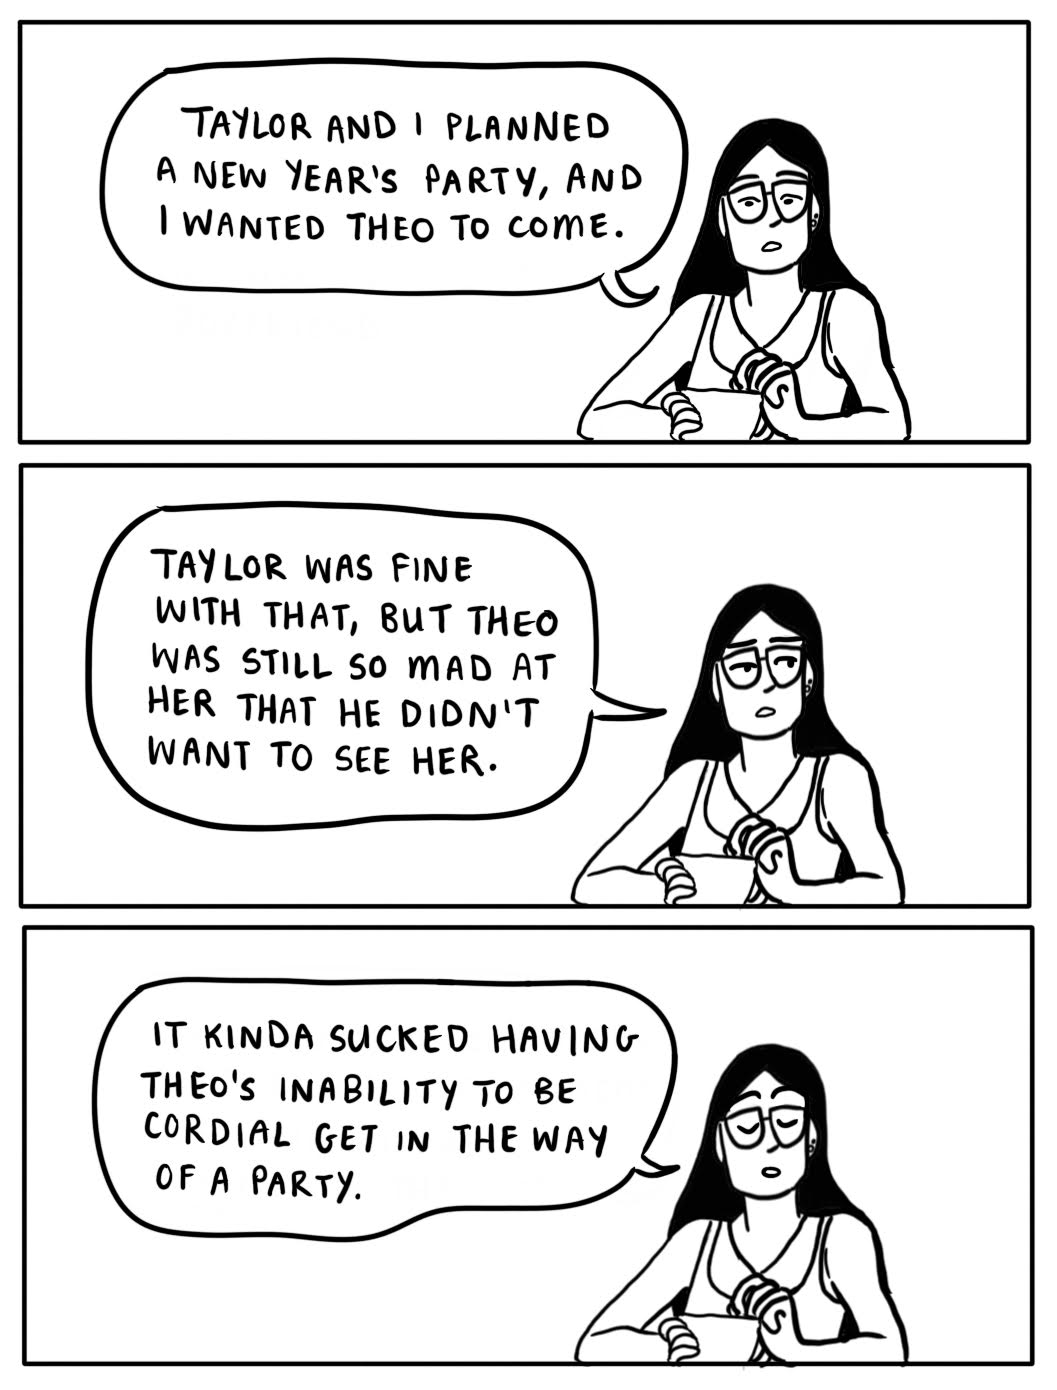 TAYLOR AND I PLANNED
A NEW YEAR'S PARTY, AND
I WANTED THEO TO COME.
TAYLOR WAS FINE
WITH THAT, BUT THEO
WAS STILL SO MAD AT
HER THAT HE DIDN'T
WANT TO SEE HER.
IT KINDA SUCKED HAVING
THEO'S INABILITY TO BE
CORDIAL GET IN THE WAY
OF A PARTY.